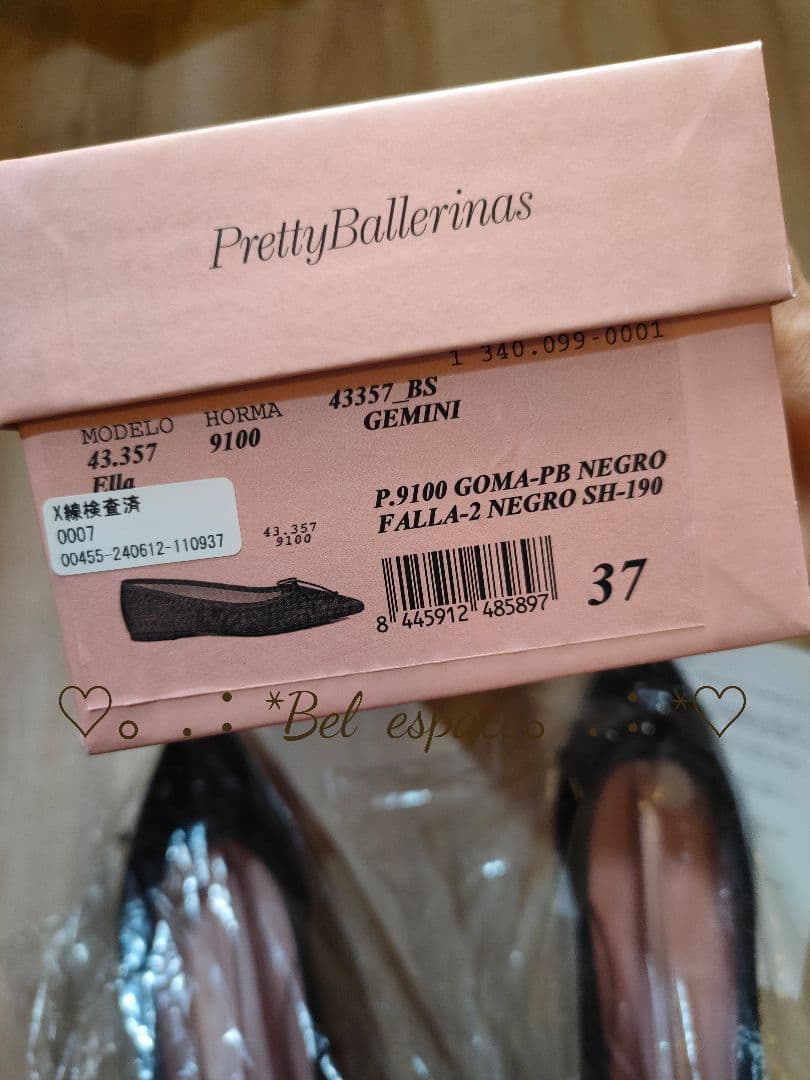 PrettyBallerinas
1 340.099-0001
MODELO HORMA 43357_BS
43.357 9100 GEMINI
Ella
X線検査済
0007
00455-240612-110937
43.357
9100
P.9100 GOMA-PB NEGRO
FALLA-2 NEGRO SH-190
8 445912 485897
37
♡。.:*Bel espace。.:*♡